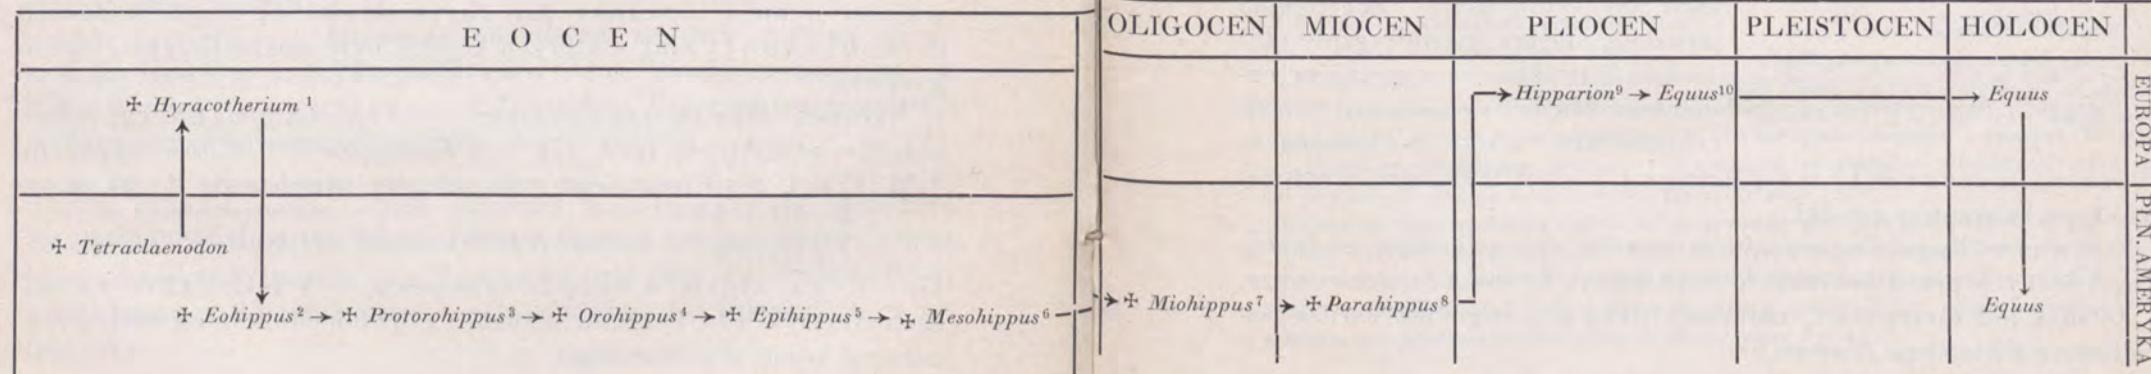 EOCEN OLIGOCEN MIOCEN PLIOCEN PLEISTOCEN HOLOCEN
✢ Hyracotherium ¹ → Hipparion⁹ → Equus¹⁰ → Equus
EUROPA
✢ Tetraclaenodon
✢ Eohippus² → ✢ Protorohippus³ → ✢ Orohippus⁴ → ✢ Epihippus⁵ → ✢ Mesohippus⁶ → ✢ Miohippus⁷ → ✢ Parahippus⁸ Equus
PŁN. AMERYKA